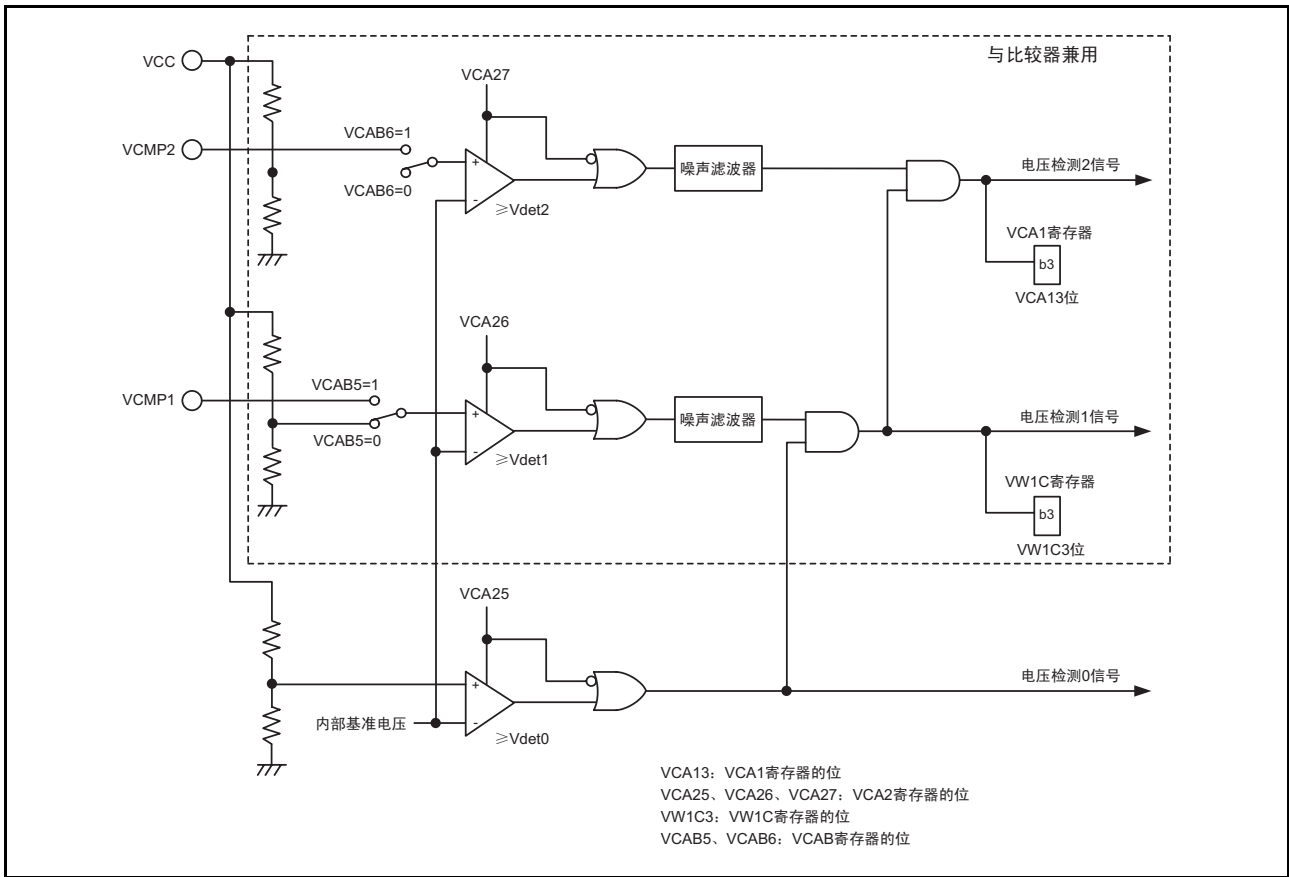 与比较器兼用
VCC
VCA27
VCMP2
VCAB6=1
VCAB6=0
+
-
≥Vdet2
噪声滤波器
电压检测2信号
VCA1寄存器
b3
VCA13位
VCA26
VCMP1
VCAB5=1
VCAB5=0
+
-
≥Vdet1
噪声滤波器
电压检测1信号
VW1C寄存器
b3
VW1C3位
VCA25
内部基准电压
+
-
≥Vdet0
电压检测0信号
VCA13：VCA1寄存器的位
VCA25、VCA26、VCA27：VCA2寄存器的位
VW1C3：VW1C寄存器的位
VCAB5、VCAB6：VCAB寄存器的位